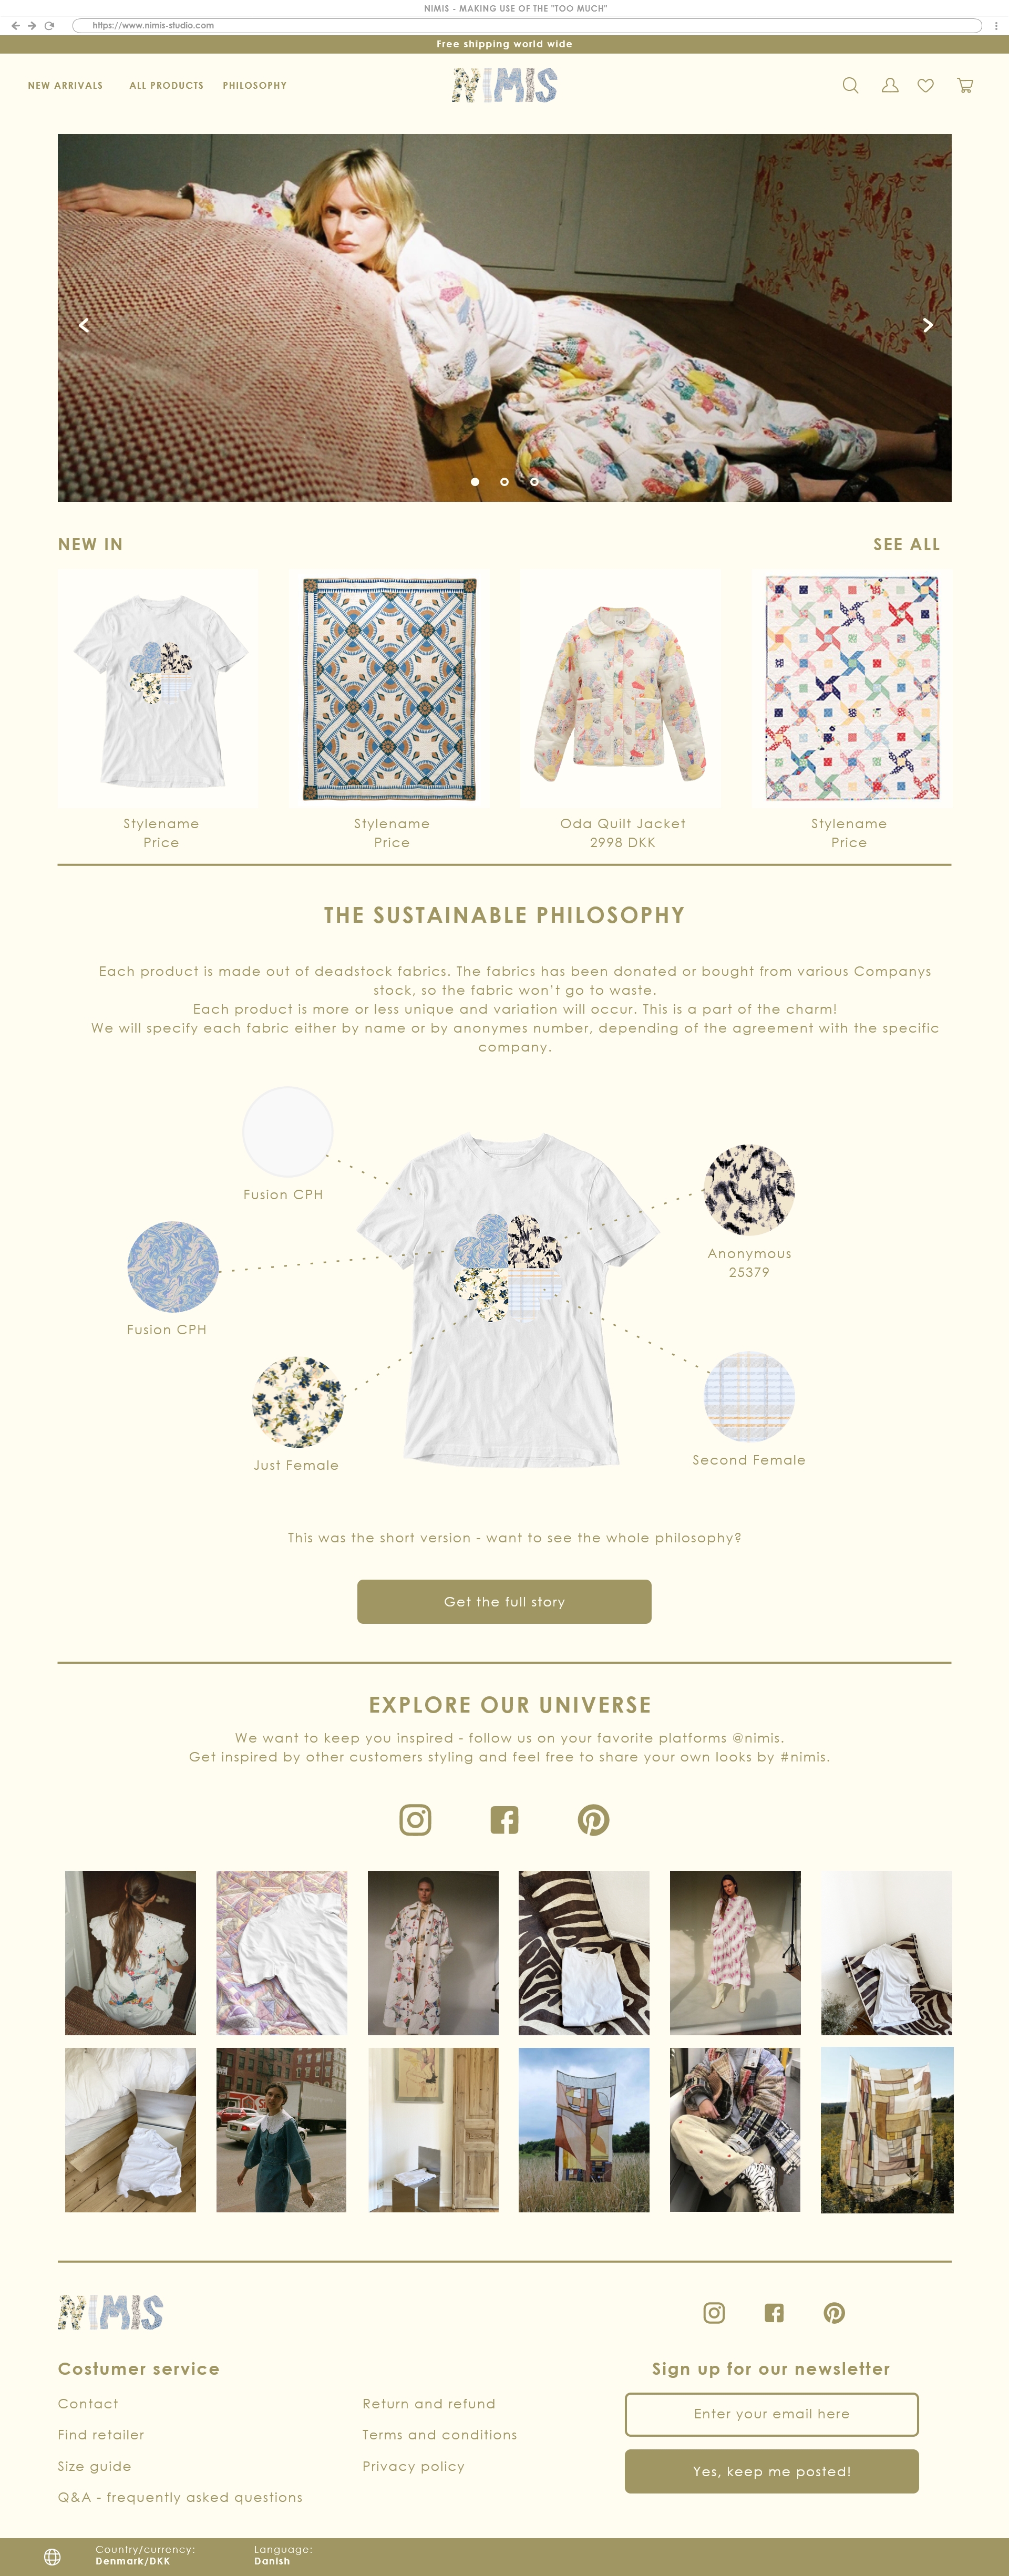 NIMIS - MAKING USE OF THE "TOO MUCH"
https://www.nimis-studio.com
Free shipping world wide
NEW ARRIVALS ALL PRODUCTS PHILOSOPHY
NIMIS
NEW IN
SEE ALL
Stylename
Price
Stylename
Price
Oda Quilt Jacket
2998 DKK
Stylename
Price
THE SUSTAINABLE PHILOSOPHY
Each product is made out of deadstock fabrics. The fabrics has been donated or bought from various Companys
stock, so the fabric won't go to waste.
Each product is more or less unique and variation will occur. This is a part of the charm!
We will specify each fabric either by name or by anonymes number, depending of the agreement with the specific
company.
Fusion CPH
Anonymous
25379
Fusion CPH
Just Female
Second Female
This was the short version - want to see the whole philosophy?
Get the full story
EXPLORE OUR UNIVERSE
We want to keep you inspired - follow us on your favorite platforms @nimis.
Get inspired by other customers styling and feel free to share your own looks by #nimis.
NIMIS
Costumer service
Contact
Find retailer
Size guide
Q&A - frequently asked questions
Return and refund
Terms and conditions
Privacy policy
Sign up for our newsletter
Enter your email here
Yes, keep me posted!
Country/currency:
Denmark/DKK
Language:
Danish